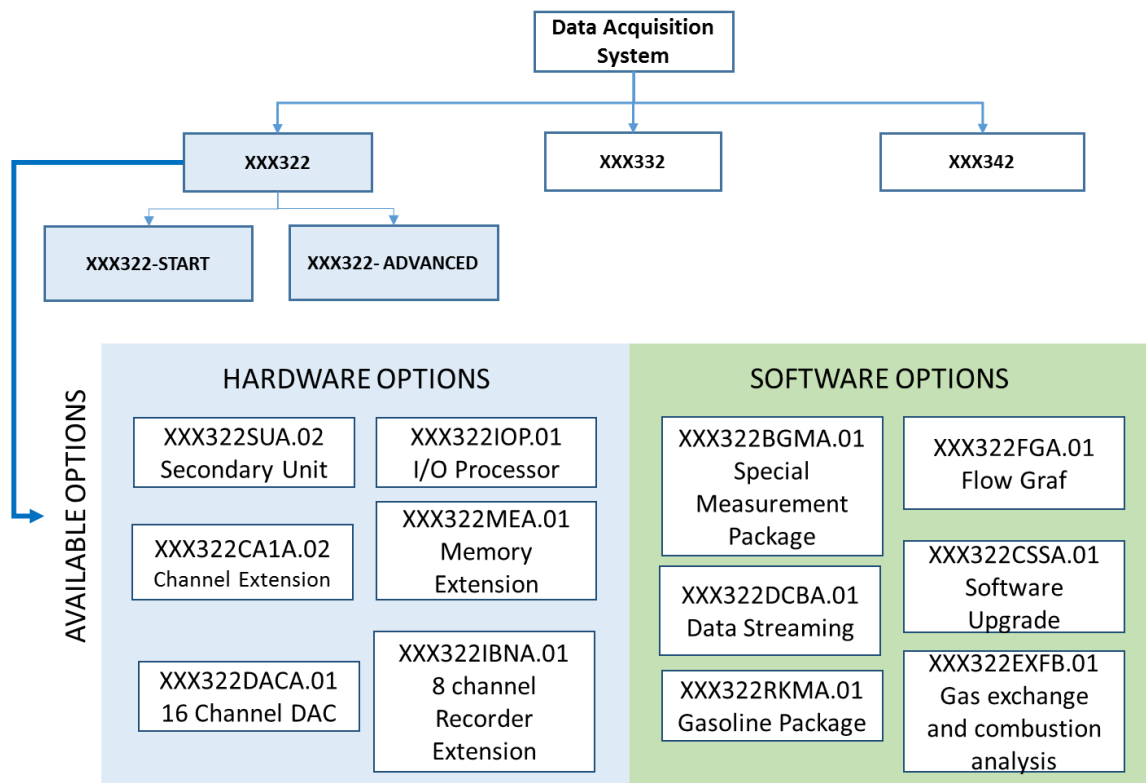 Data Acquisition
System
XXX322
XXX332
XXX342
XXX322-START
XXX322- ADVANCED
AVAILABLE OPTIONS
HARDWARE OPTIONS
XXX322SUA.02
Secondary Unit
XXX322IOP.01
I/O Processor
XXX322CA1A.02
Channel Extension
XXX322MEA.01
Memory
Extension
XXX322DACA.01
16 Channel DAC
XXX322IBNA.01
8 channel
Recorder
Extension
SOFTWARE OPTIONS
XXX322BGMA.01
Special
Measurement
Package
XXX322FGA.01
Flow Graf
XXX322DCBA.01
Data Streaming
XXX322CSSA.01
Software
Upgrade
XXX322RKMA.01
Gasoline Package
XXX322EXFB.01
Gas exchange
and combustion
analysis